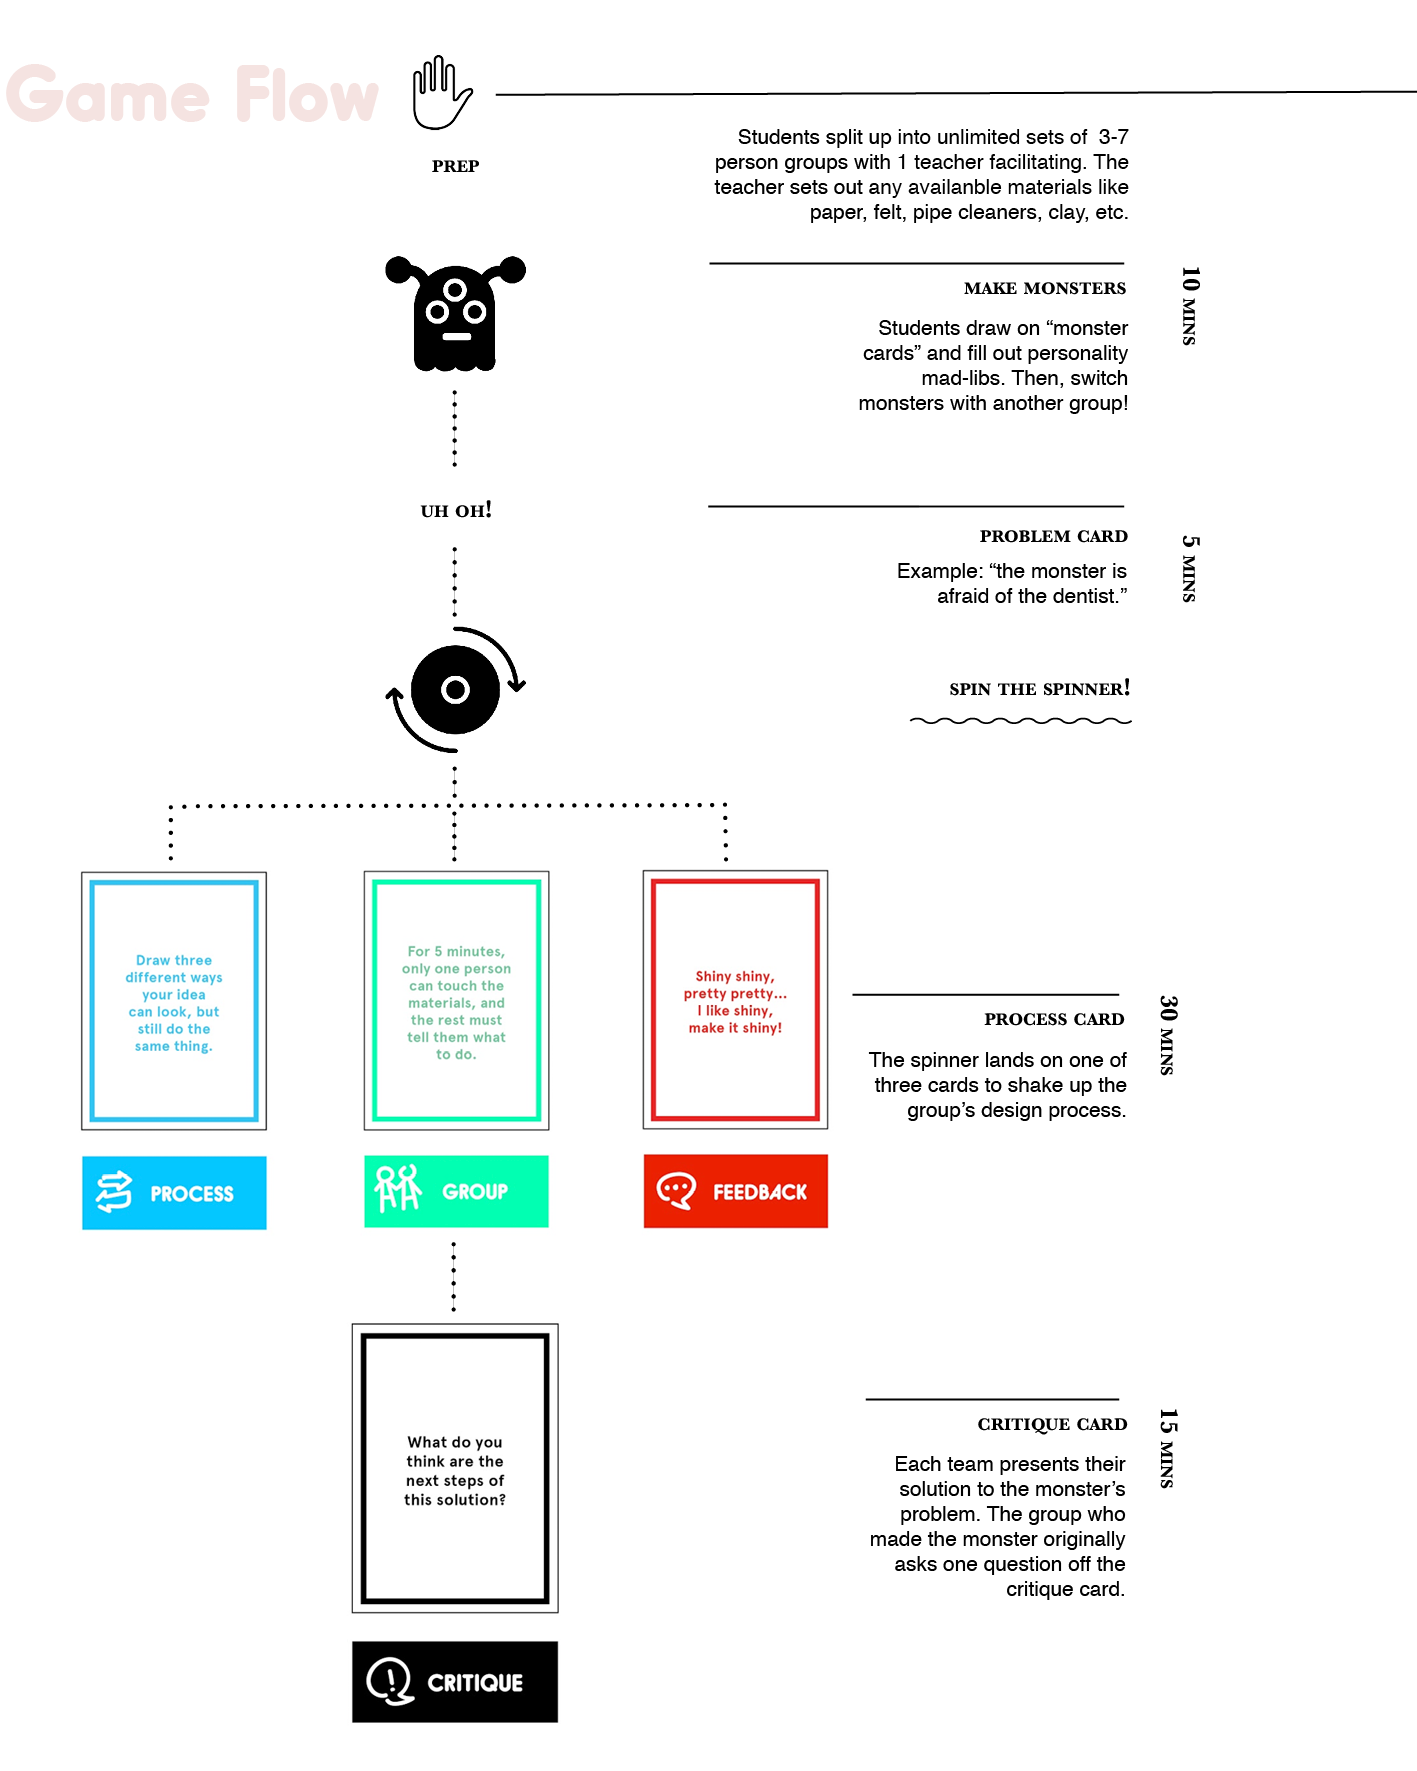 Game Flow
PREP
Students split up into unlimited sets of  3-7
person groups with 1 teacher facilitating. The
teacher sets out any availanble materials like
paper, felt, pipe cleaners, clay, etc.
MAKE MONSTERS
10 MINS
Students draw on “monster
cards” and fill out personality
mad-libs. Then, switch
monsters with another group!
UH OH!
PROBLEM CARD
5 MINS
Example: “the monster is
afraid of the dentist.”
SPIN THE SPINNER!
Draw three
different ways
your idea
can look, but
still do the
same thing.
PROCESS
For 5 minutes,
only one person
can touch the
materials, and
the rest must
tell them what
to do.
GROUP
Shiny shiny,
pretty pretty...
I like shiny,
make it shiny!
FEEDBACK
PROCESS CARD
30 MINS
The spinner lands on one of
three cards to shake up the
group’s design process.
What do you
think are the
next steps of
this solution?
CRITIQUE
CRITIQUE CARD
15 MINS
Each team presents their
solution to the monster’s
problem. The group who
made the monster originally
asks one question off the
critique card.